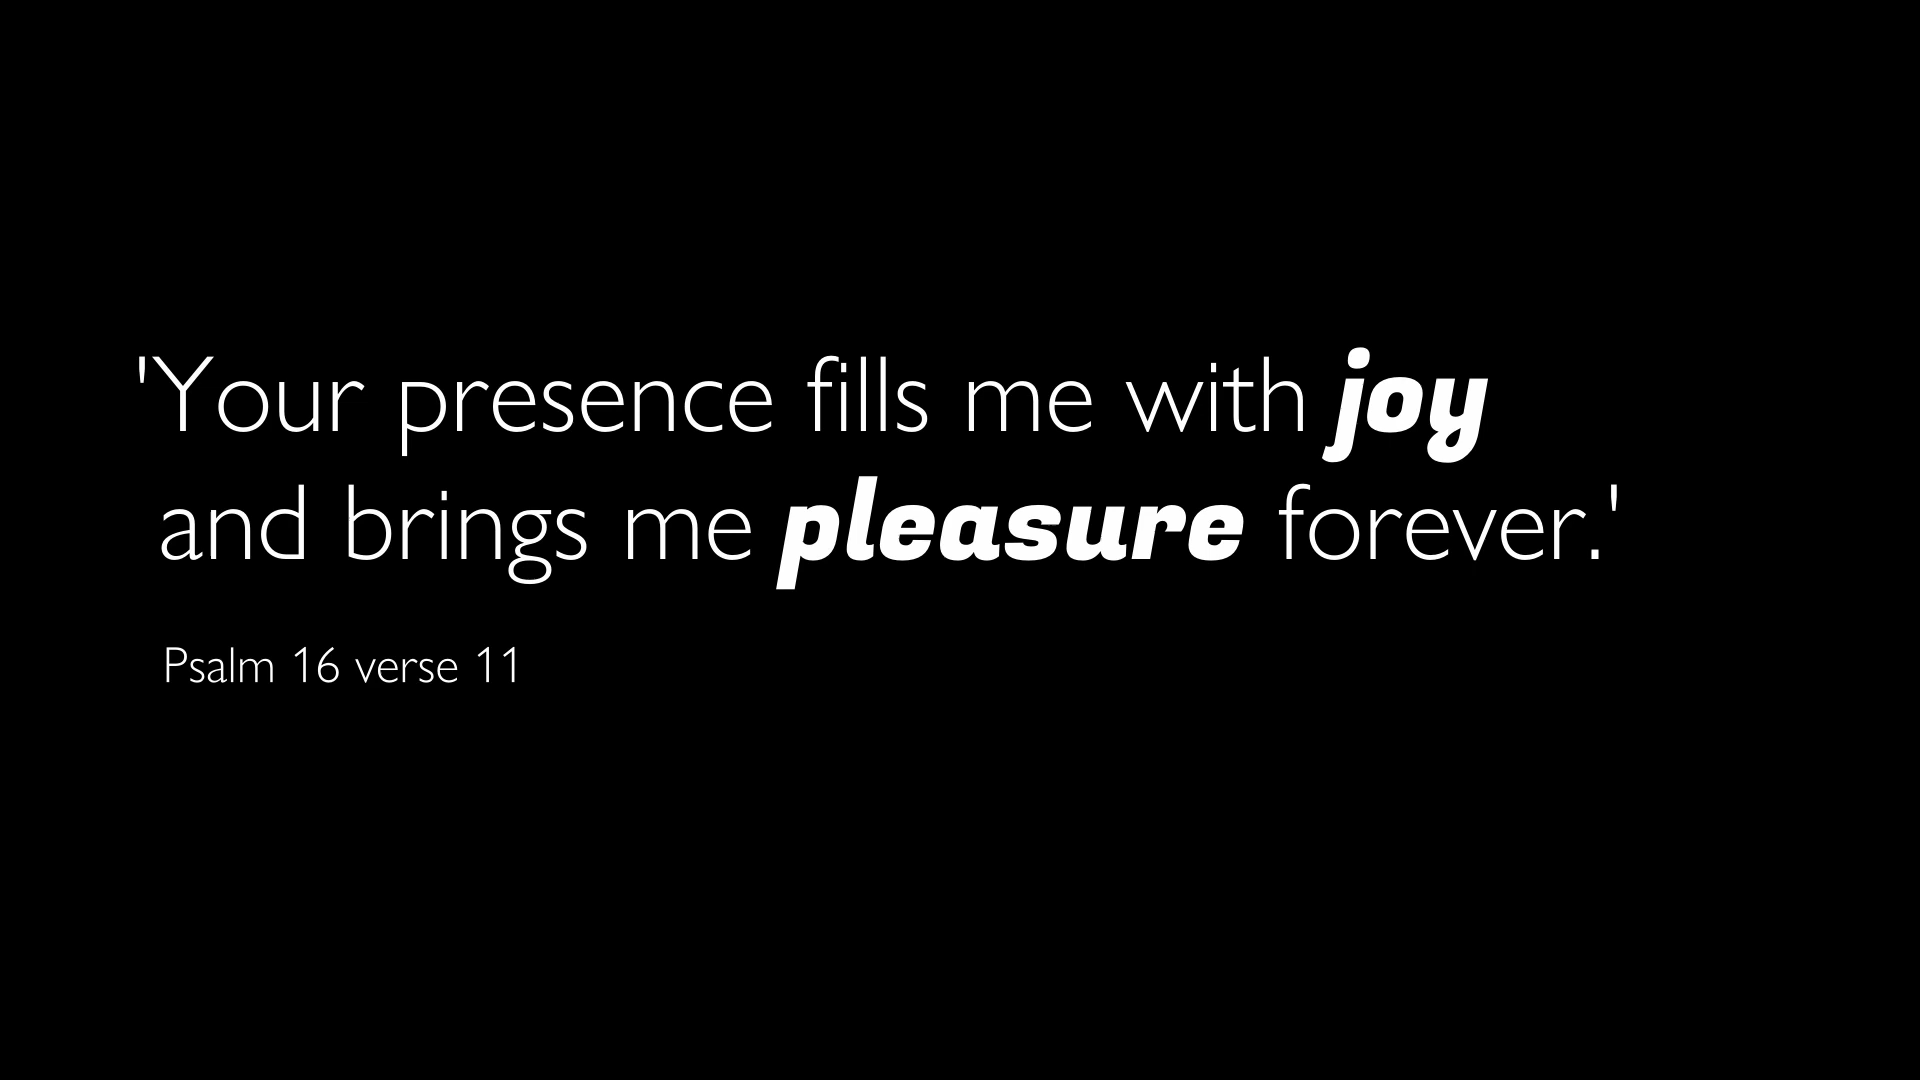 'Your presence fills me with joy
and brings me pleasure forever.'
Psalm 16 verse 11